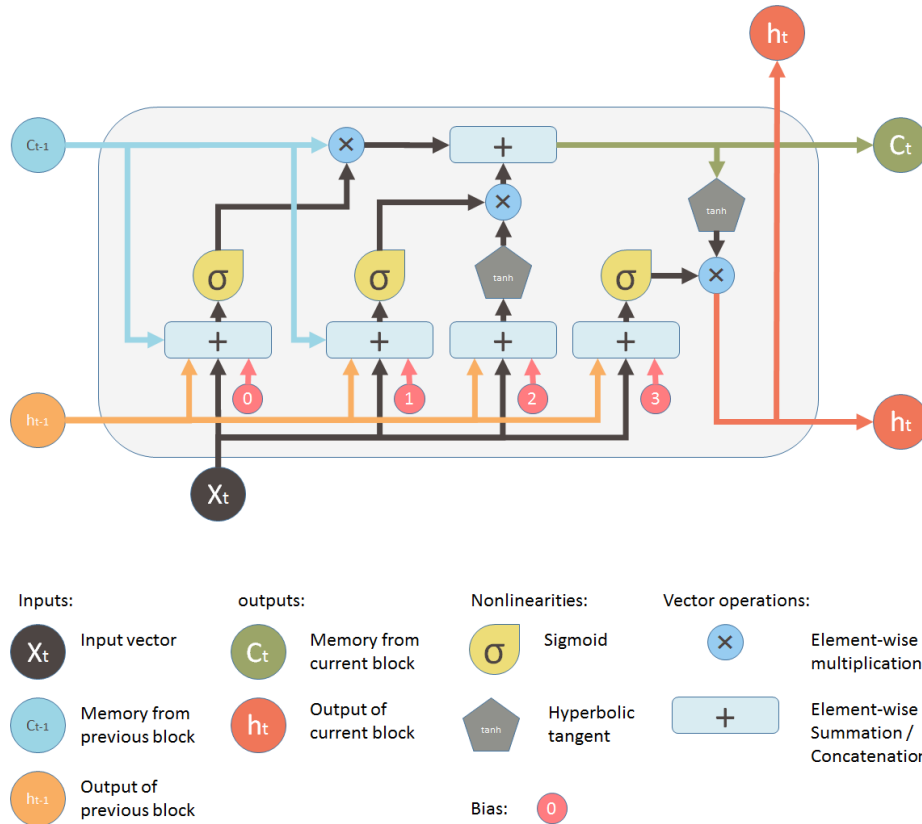 ht
Ct-1
×
+
Ct
tanh
×
σ
σ
tanh
σ
×
+
+
+
+
0
1
2
3
ht-1
ht
Xt
Inputs:
outputs:
Nonlinearities:
Vector operations:
Xt
Input vector
Ct
Memory from
current block
σ
Sigmoid
×
Element-wise
multiplication
Ct-1
Memory from
previous block
ht
Output of
current block
tanh
Hyperbolic
tangent
+
Element-wise
Summation /
Concatenation
ht-1
Output of
previous block
Bias:
0